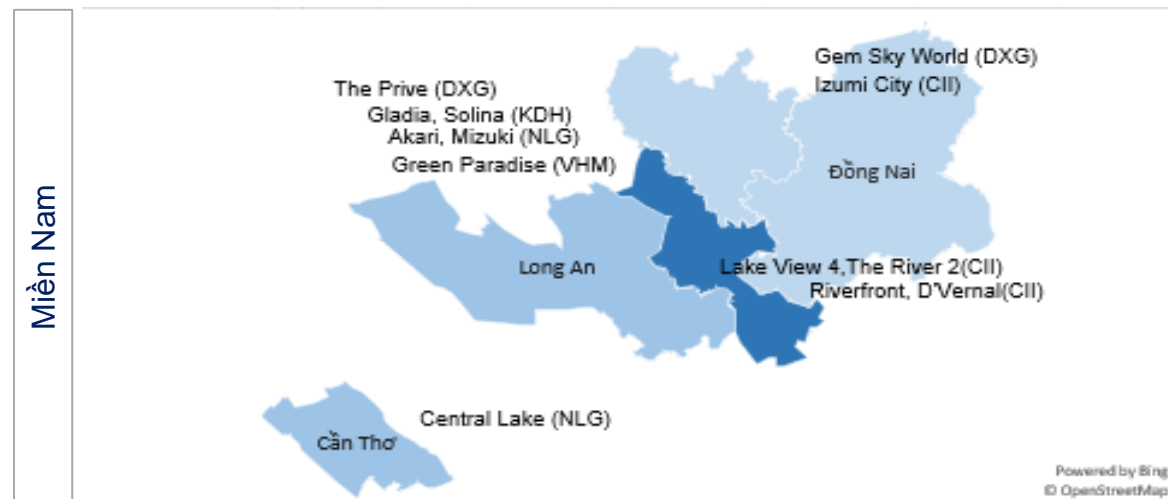 Miền Nam
Gem Sky World (DXG)
Izumi City (CII)
The Prive (DXG)
Gladia, Solina (KDH)
Akari, Mizuki (NLG)
Green Paradise (VHM)
Đồng Nai
Long An
Lake View 4,The River 2(CII)
Riverfront, D'Vernal(CII)
Central Lake (NLG)
Cần Thơ
Powered by Bing
© OpenStreetMap